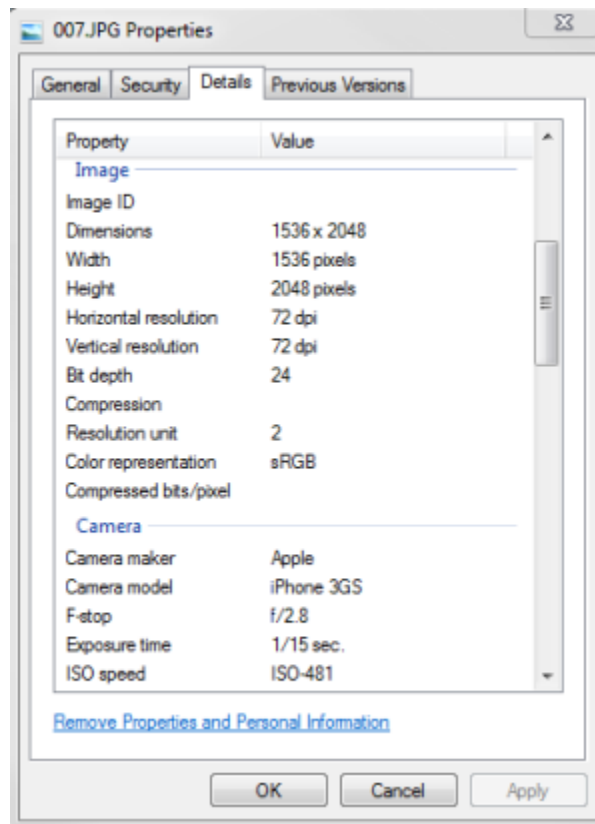 007.JPG Properties
General Security Details Previous Versions
Property Value
Image
Image ID
Dimensions 1536 x 2048
Width 1536 pixels
Height 2048 pixels
Horizontal resolution 72 dpi
Vertical resolution 72 dpi
Bit depth 24
Compression
Resolution unit 2
Color representation sRGB
Compressed bits/pixel
Camera
Camera maker Apple
Camera model iPhone 3GS
F-stop f/2.8
Exposure time 1/15 sec.
ISO speed ISO-481
Remove Properties and Personal Information
OK Cancel Apply